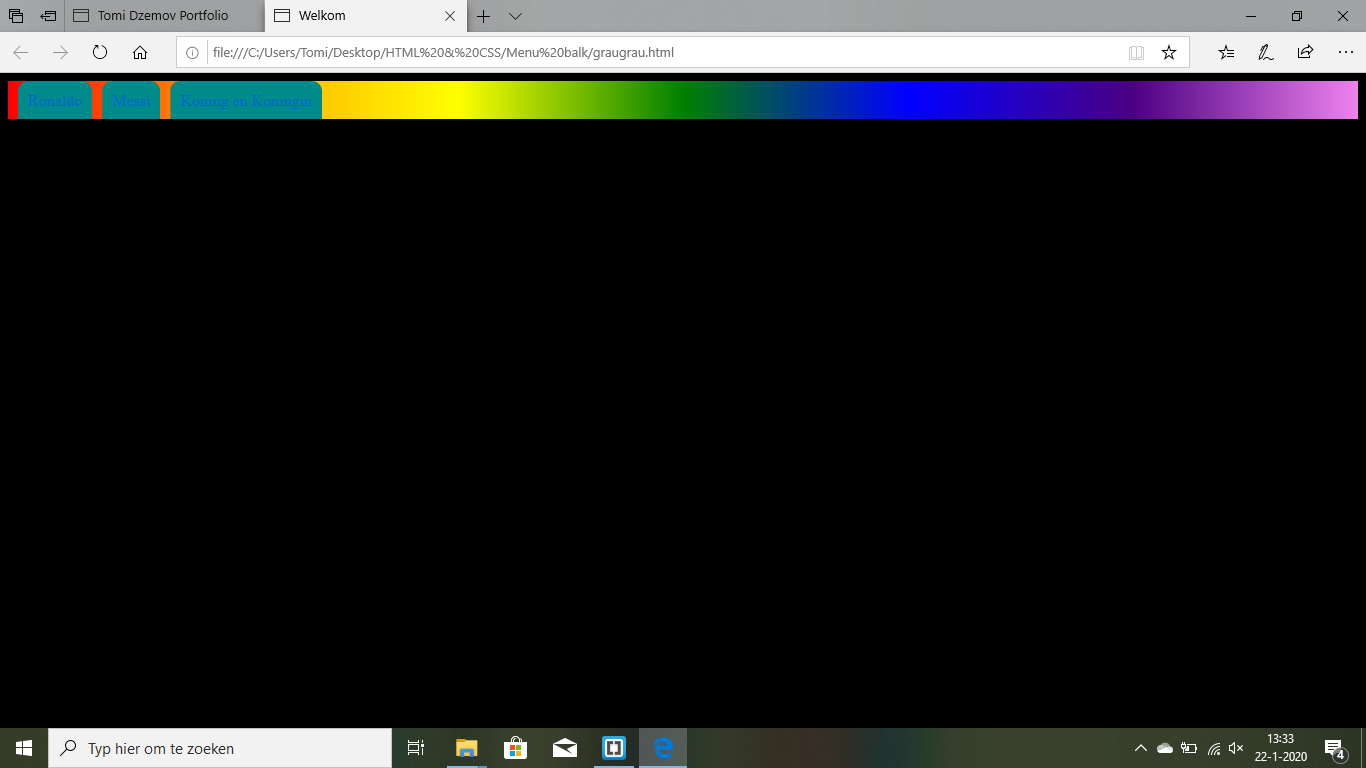 Tomi Dzemov Portfolio
Welkom
file:///C:/Users/Tomi/Desktop/HTML%20&%20CSS/Menu%20balk/graugrau.html
Ronaldo Messi Koning en Koningin
Typ hier om te zoeken
13:33
22-1-2020
4